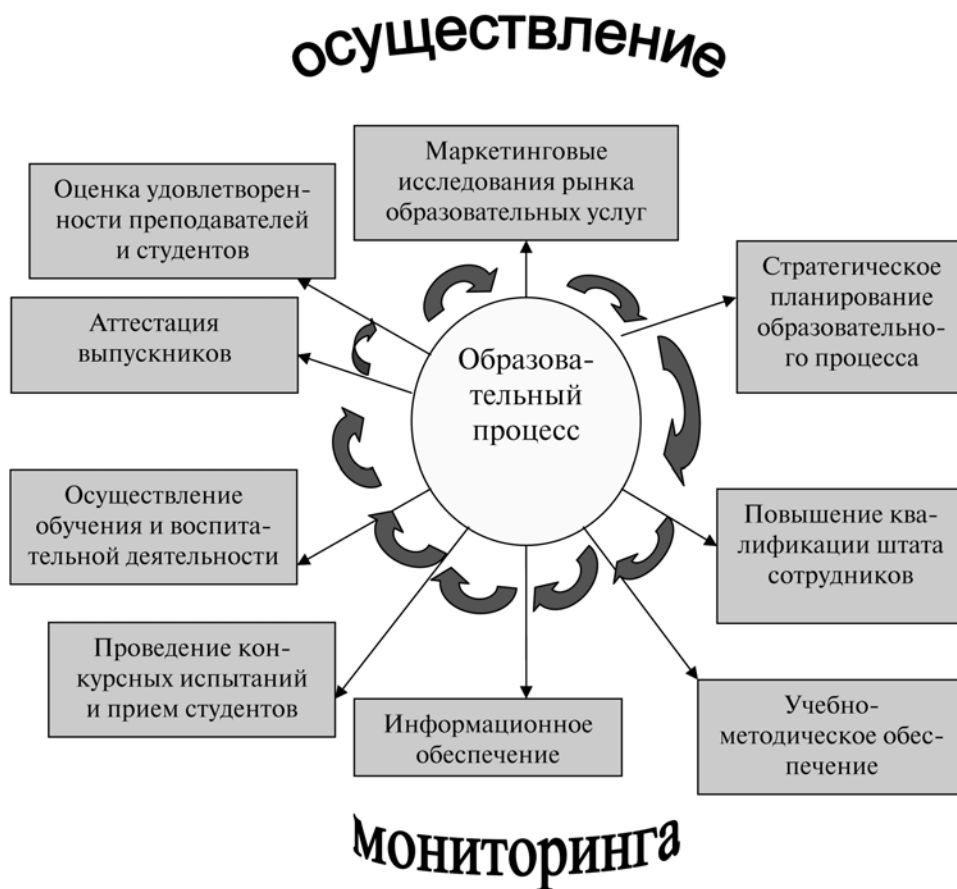 осуществление
Маркетинговые
исследования рынка
образовательных услуг
Оценка удовлетворен-
ности преподавателей
и студентов
Стратегическое
планирование
образовательно-
го процесса
Аттестация
выпускников
Образова-
тельный
процесс
Осуществление
обучения и воспита-
тельной деятельности
Повышение ква-
лификации штата
сотрудников
Проведение кон-
курсных испытаний
и прием студентов
Информационное
обеспечение
Учебно-
методическое обес-
печение
мониторинга